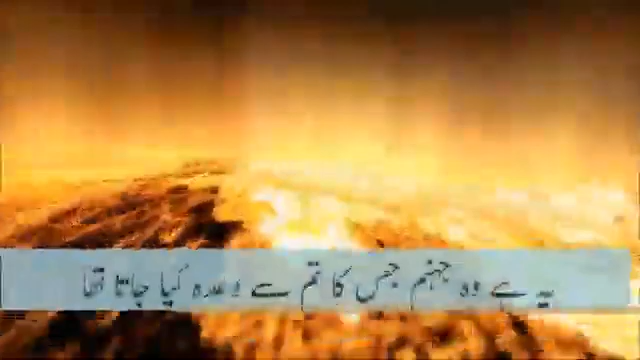 یہ ہے وہ جہنم جس کا تم سے وعدہ کیا جاتا تھا